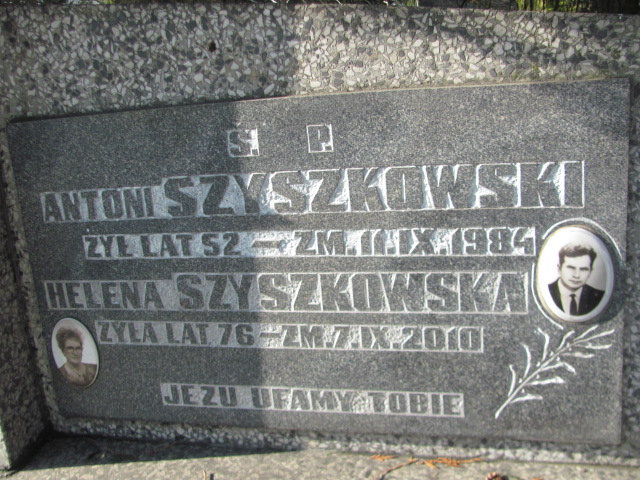 Ś. P.
ANTONI SZYSZKOWSKI
ŻYŁ LAT 52 — ZM. 11.IX.1984
HELENA SZYSZKOWSKA
ŻYŁA LAT 76 — ZM. 7.IX.2010
JEZU UFAMY TOBIE